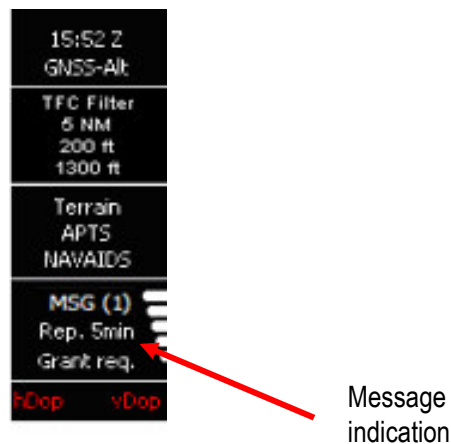 15:52 Z
GNSS-Alt
TFC Filter
5 NM
200 ft
1300 ft
Terrain
APTS
NAVAIDS
MSG (1)
Rep. 5min
Grant req.
hDop vDop
Message
indication